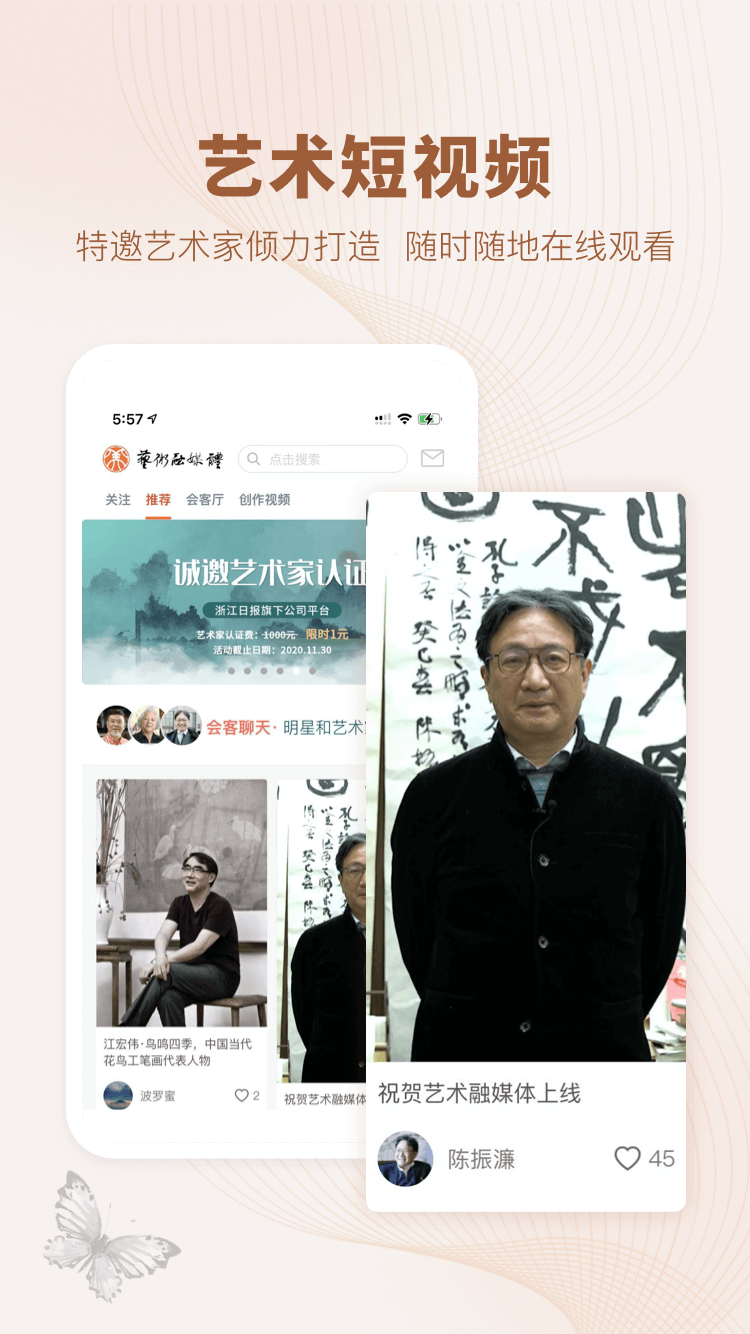 艺术短视频
特邀艺术家倾力打造 随时随地在线观看
5:57
藝術融媒體
点击搜索
关注 推荐 会客厅 创作视频
诚邀艺术家认证
浙江日报旗下公司平台
艺术家认证费：1000元 限时1元
活动截止日期：2020.11.30
会客聊天· 明星和艺术
江宏伟·鸟鸣四季，中国当代
花鸟工笔画代表人物
波罗蜜
2
祝贺艺术融媒体
祝贺艺术融媒体上线
陈振濂
45